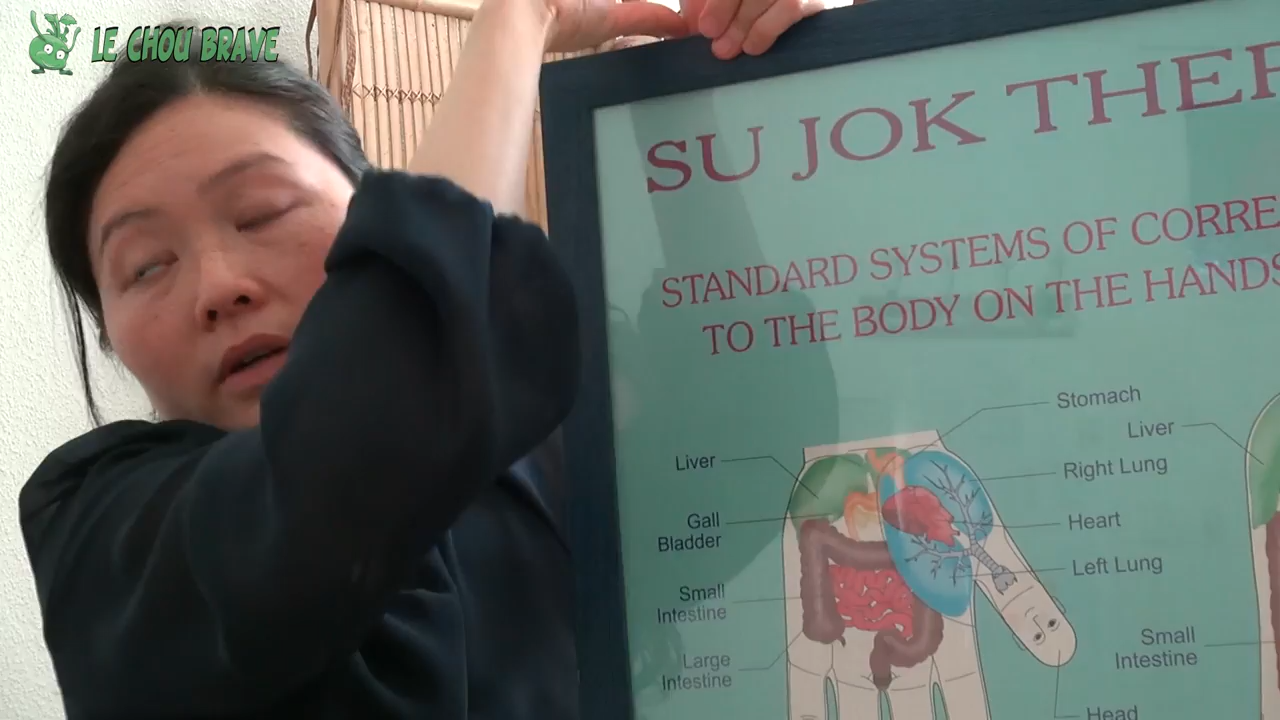 LE CHOU BRAVE
SU JOK THER
STANDARD SYSTEMS OF CORRE
TO THE BODY ON THE HANDS
Stomach
Liver
Right Lung
Liver
Gall
Bladder
Heart
Left Lung
Small
Intestine
Large
Intestine
Small
Intestine
Head